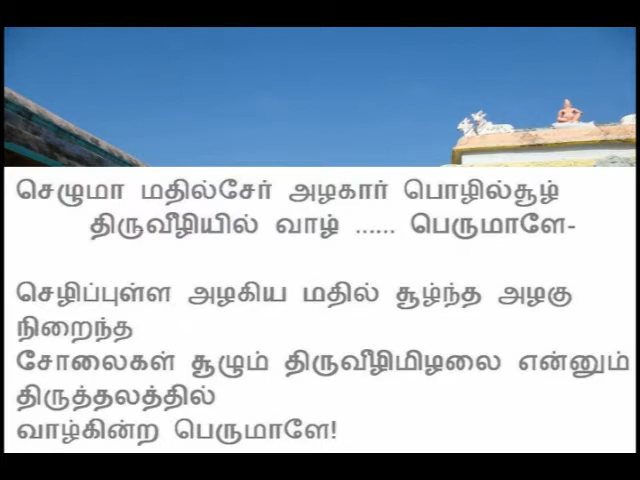 செழுமா மதில்சேர் அழகார் பொழில்சூழ்
திருவீழியில் வாழ் ...... பெருமாளே-
செழிப்புள்ள அழகிய மதில் சூழ்ந்த அழகு
நிறைந்த
சோலைகள் சூழும் திருவீழிமிழலை என்னும்
திருத்தலத்தில்
வாழ்கின்ற பெருமாளே!